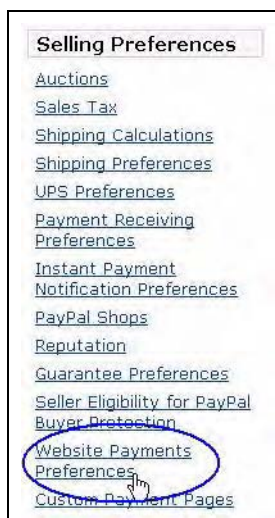 Selling Preferences
Auctions
Sales Tax
Shipping Calculations
Shipping Preferences
UPS Preferences
Payment Receiving
Preferences
Instant Payment
Notification Preferences
PayPal Shops
Reputation
Guarantee Preferences
Seller Eligibility for PayPal
Buyer Protection
Website Payments
Preferences
Custom Payment Pages